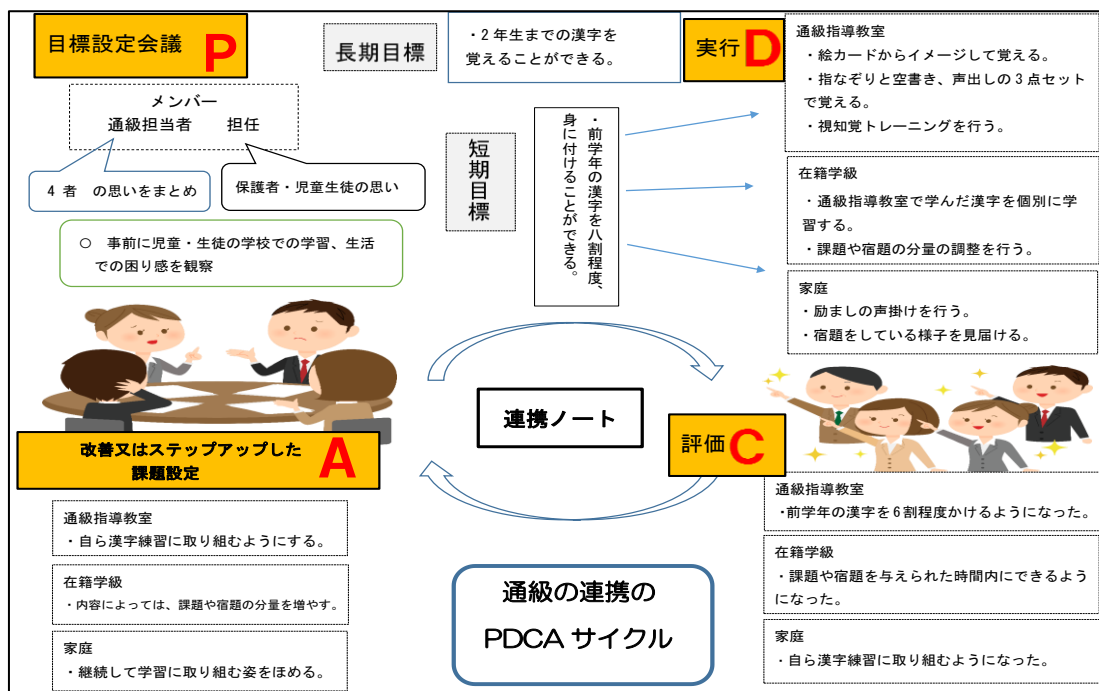 目標設定会議 P
メンバー
通級担当者 担任
4者 の思いをまとめ
保護者・児童生徒の思い
○ 事前に児童・生徒の学校での学習、生活
での困り感を観察
長期目標
・2年生までの漢字を
覚えることができる。
短期目標
・前学年の漢字を八割程度、
身に付けることができる。
実行 D
通級指導教室
・絵カードからイメージして覚える。
・指なぞりと空書き、声出しの3点セット
で覚える。
・視知覚トレーニングを行う。
在籍学級
・通級指導教室で学んだ漢字を個別に学
習する。
・課題や宿題の分量の調整を行う。
家庭
・励ましの声掛けを行う。
・宿題をしている様子を見届ける。
連携ノート
評価 C
通級指導教室
・前学年の漢字を6割程度かけるようになった。
在籍学級
・課題や宿題を与えられた時間内にできるよう
になった。
家庭
・自ら漢字練習に取り組むようになった。
改善又はステップアップした
課題設定
A
通級指導教室
・自ら漢字練習に取り組むようにする。
在籍学級
・内容によっては、課題や宿題の分量を増やす。
家庭
・継続して学習に取り組む姿をほめる。
通級の連携の
PDCAサイクル